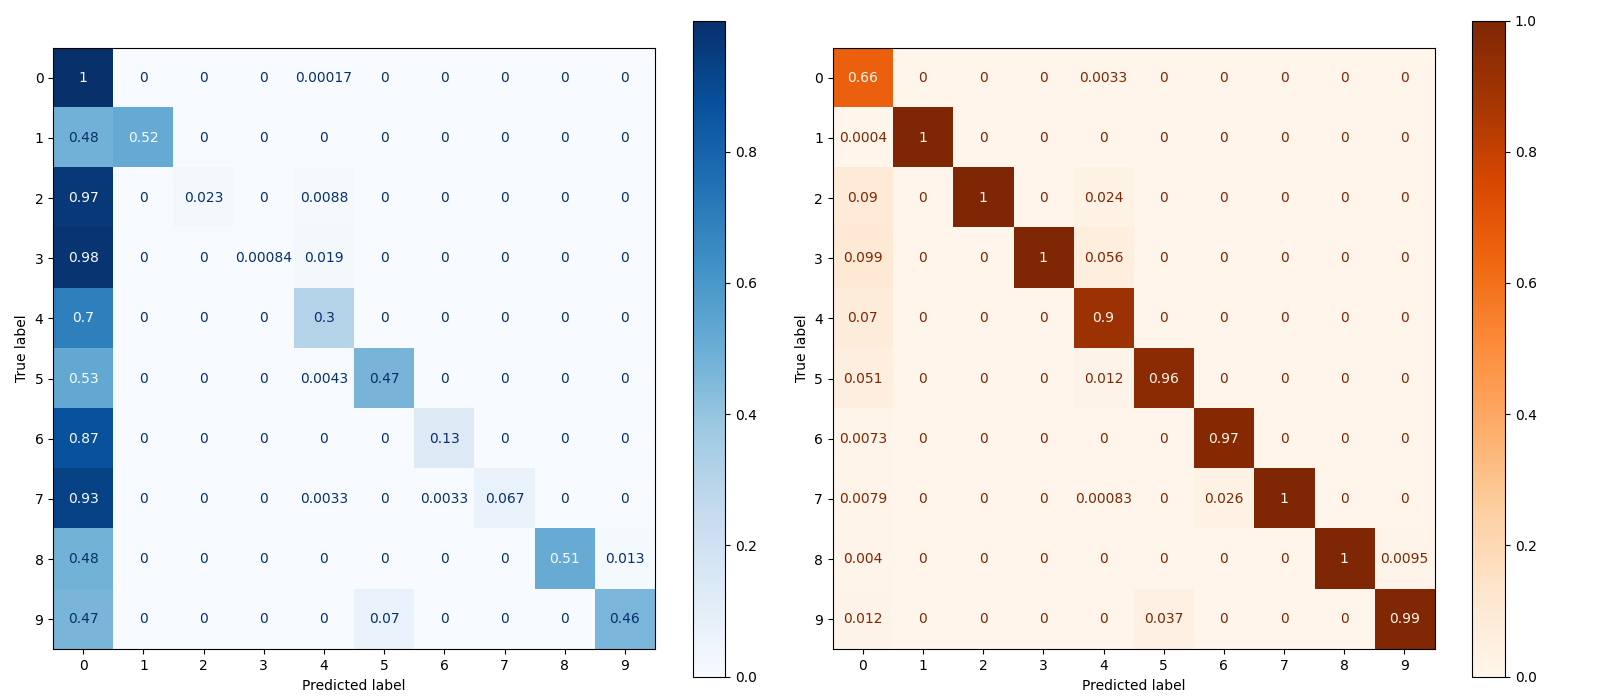 0 1 0 0 0 0.00017 0 0 0 0 0
1 0.48 0.52 0 0 0 0 0 0 0 0
2 0.97 0 0.023 0 0.0088 0 0 0 0 0
3 0.98 0 0 0.00084 0.019 0 0 0 0 0
4 0.7 0 0 0 0.3 0 0 0 0 0
5 0.53 0 0 0 0.0043 0.47 0 0 0 0
6 0.87 0 0 0 0 0 0.13 0 0 0
7 0.93 0 0 0 0.0033 0 0.0033 0.067 0 0
8 0.48 0 0 0 0 0 0 0 0.51 0.013
9 0.47 0 0 0 0 0.07 0 0 0 0.46
0 1 2 3 4 5 6 7 8 9
True label
Predicted label
0.8
0.6
0.4
0.2
0.0
0 0.66 0 0 0 0.0033 0 0 0 0 0
1 0.0004 1 0 0 0 0 0 0 0 0
2 0.09 0 1 0 0.024 0 0 0 0 0
3 0.099 0 0 1 0.056 0 0 0 0 0
4 0.07 0 0 0 0.9 0 0 0 0 0
5 0.051 0 0 0 0.012 0.96 0 0 0 0
6 0.0073 0 0 0 0 0 0.97 0 0 0
7 0.0079 0 0 0 0.00083 0 0.026 1 0 0
8 0.004 0 0 0 0 0 0 0 1 0.0095
9 0.012 0 0 0 0 0.037 0 0 0 0.99
0 1 2 3 4 5 6 7 8 9
True label
Predicted label
1.0
0.8
0.6
0.4
0.2
0.0